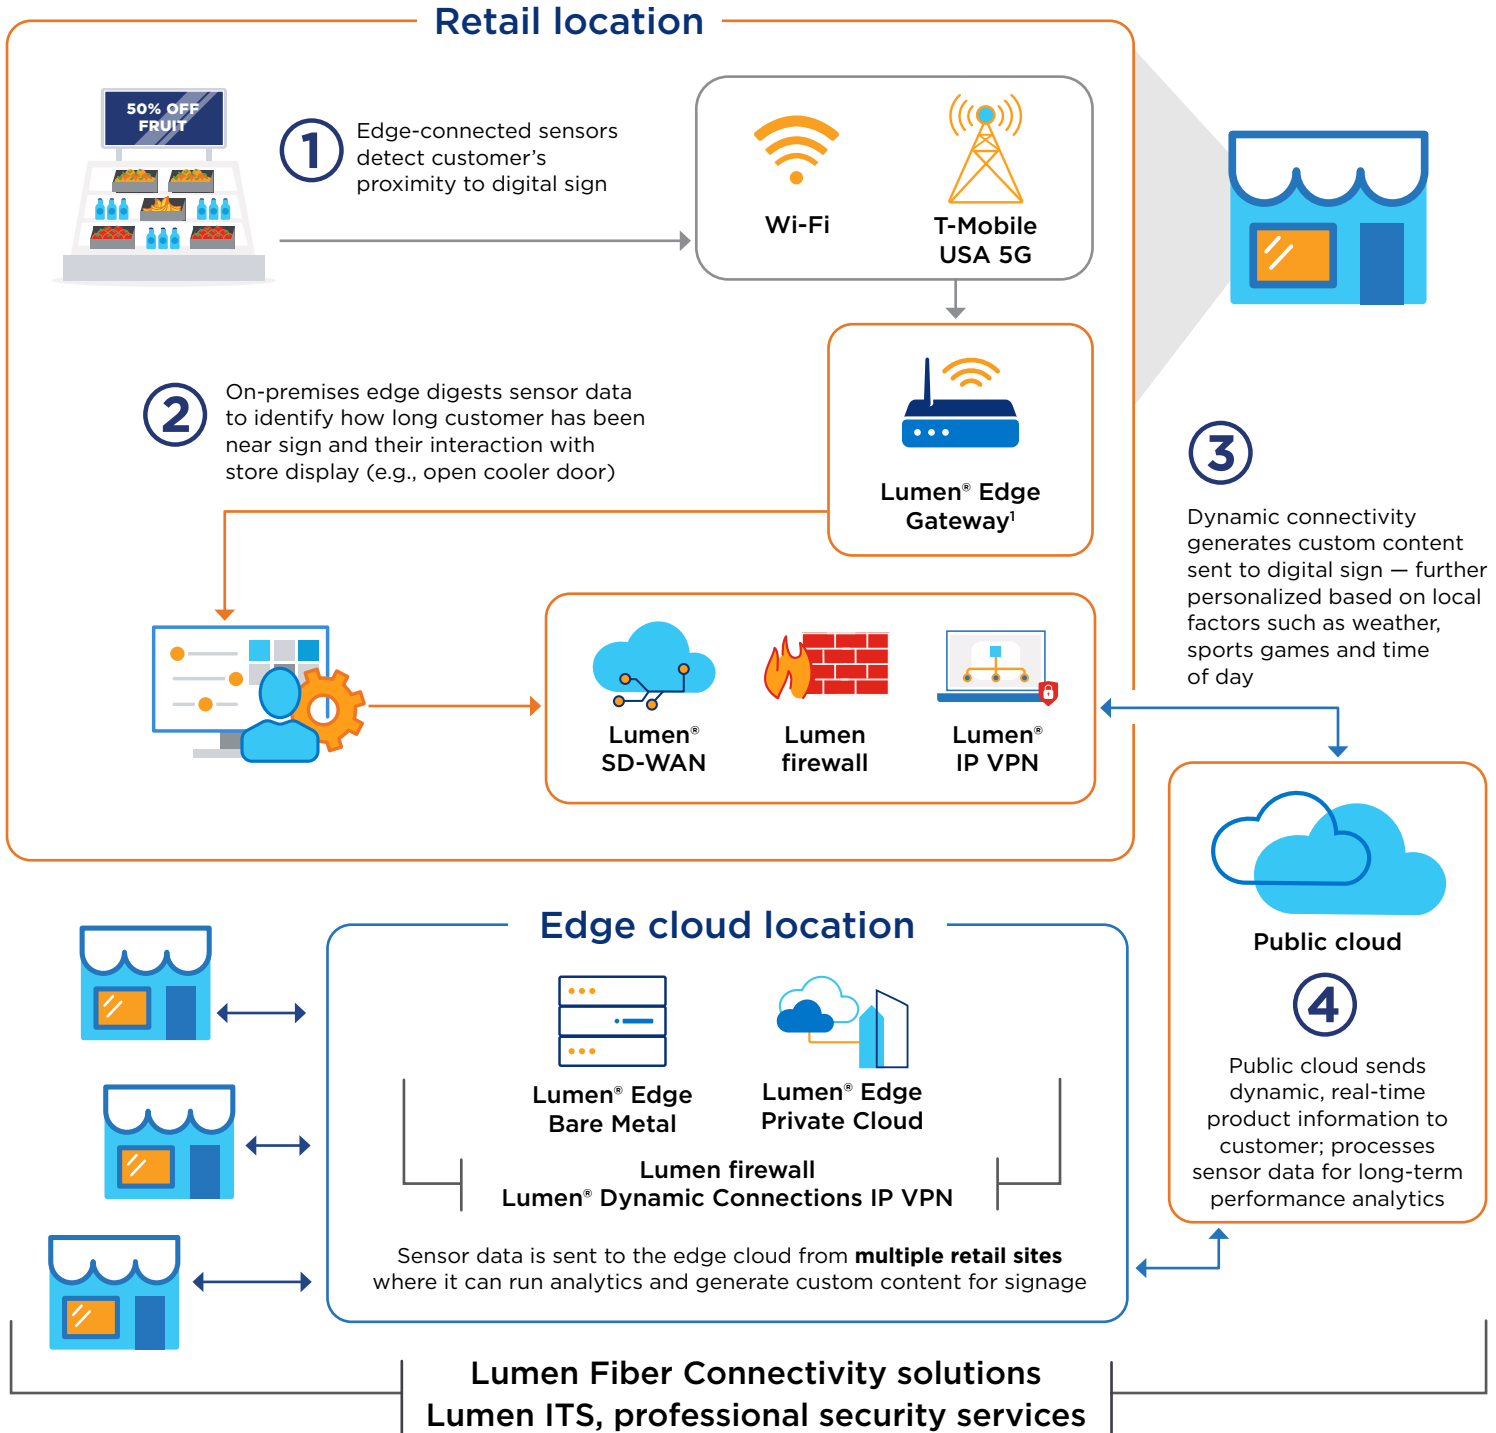 Retail location
50% OFF
FRUIT
1
Edge-connected sensors
detect customer's
proximity to digital sign
Wi-Fi
T-Mobile
USA 5G
2
On-premises edge digests sensor data
to identify how long customer has been
near sign and their interaction with
store display (e.g., open cooler door)
Lumen® Edge
Gateway¹
3
Dynamic connectivity
generates custom content
sent to digital sign — further
personalized based on local
factors such as weather,
sports games and time
of day
Lumen®
SD-WAN
Lumen
firewall
Lumen®
IP VPN
Public cloud
4
Public cloud sends
dynamic, real-time
product information to
customer; processes
sensor data for long-term
performance analytics
Edge cloud location
Lumen® Edge
Bare Metal
Lumen® Edge
Private Cloud
Lumen firewall
Lumen® Dynamic Connections IP VPN
Sensor data is sent to the edge cloud from multiple retail sites
where it can run analytics and generate custom content for signage
Lumen Fiber Connectivity solutions
Lumen ITS, professional security services